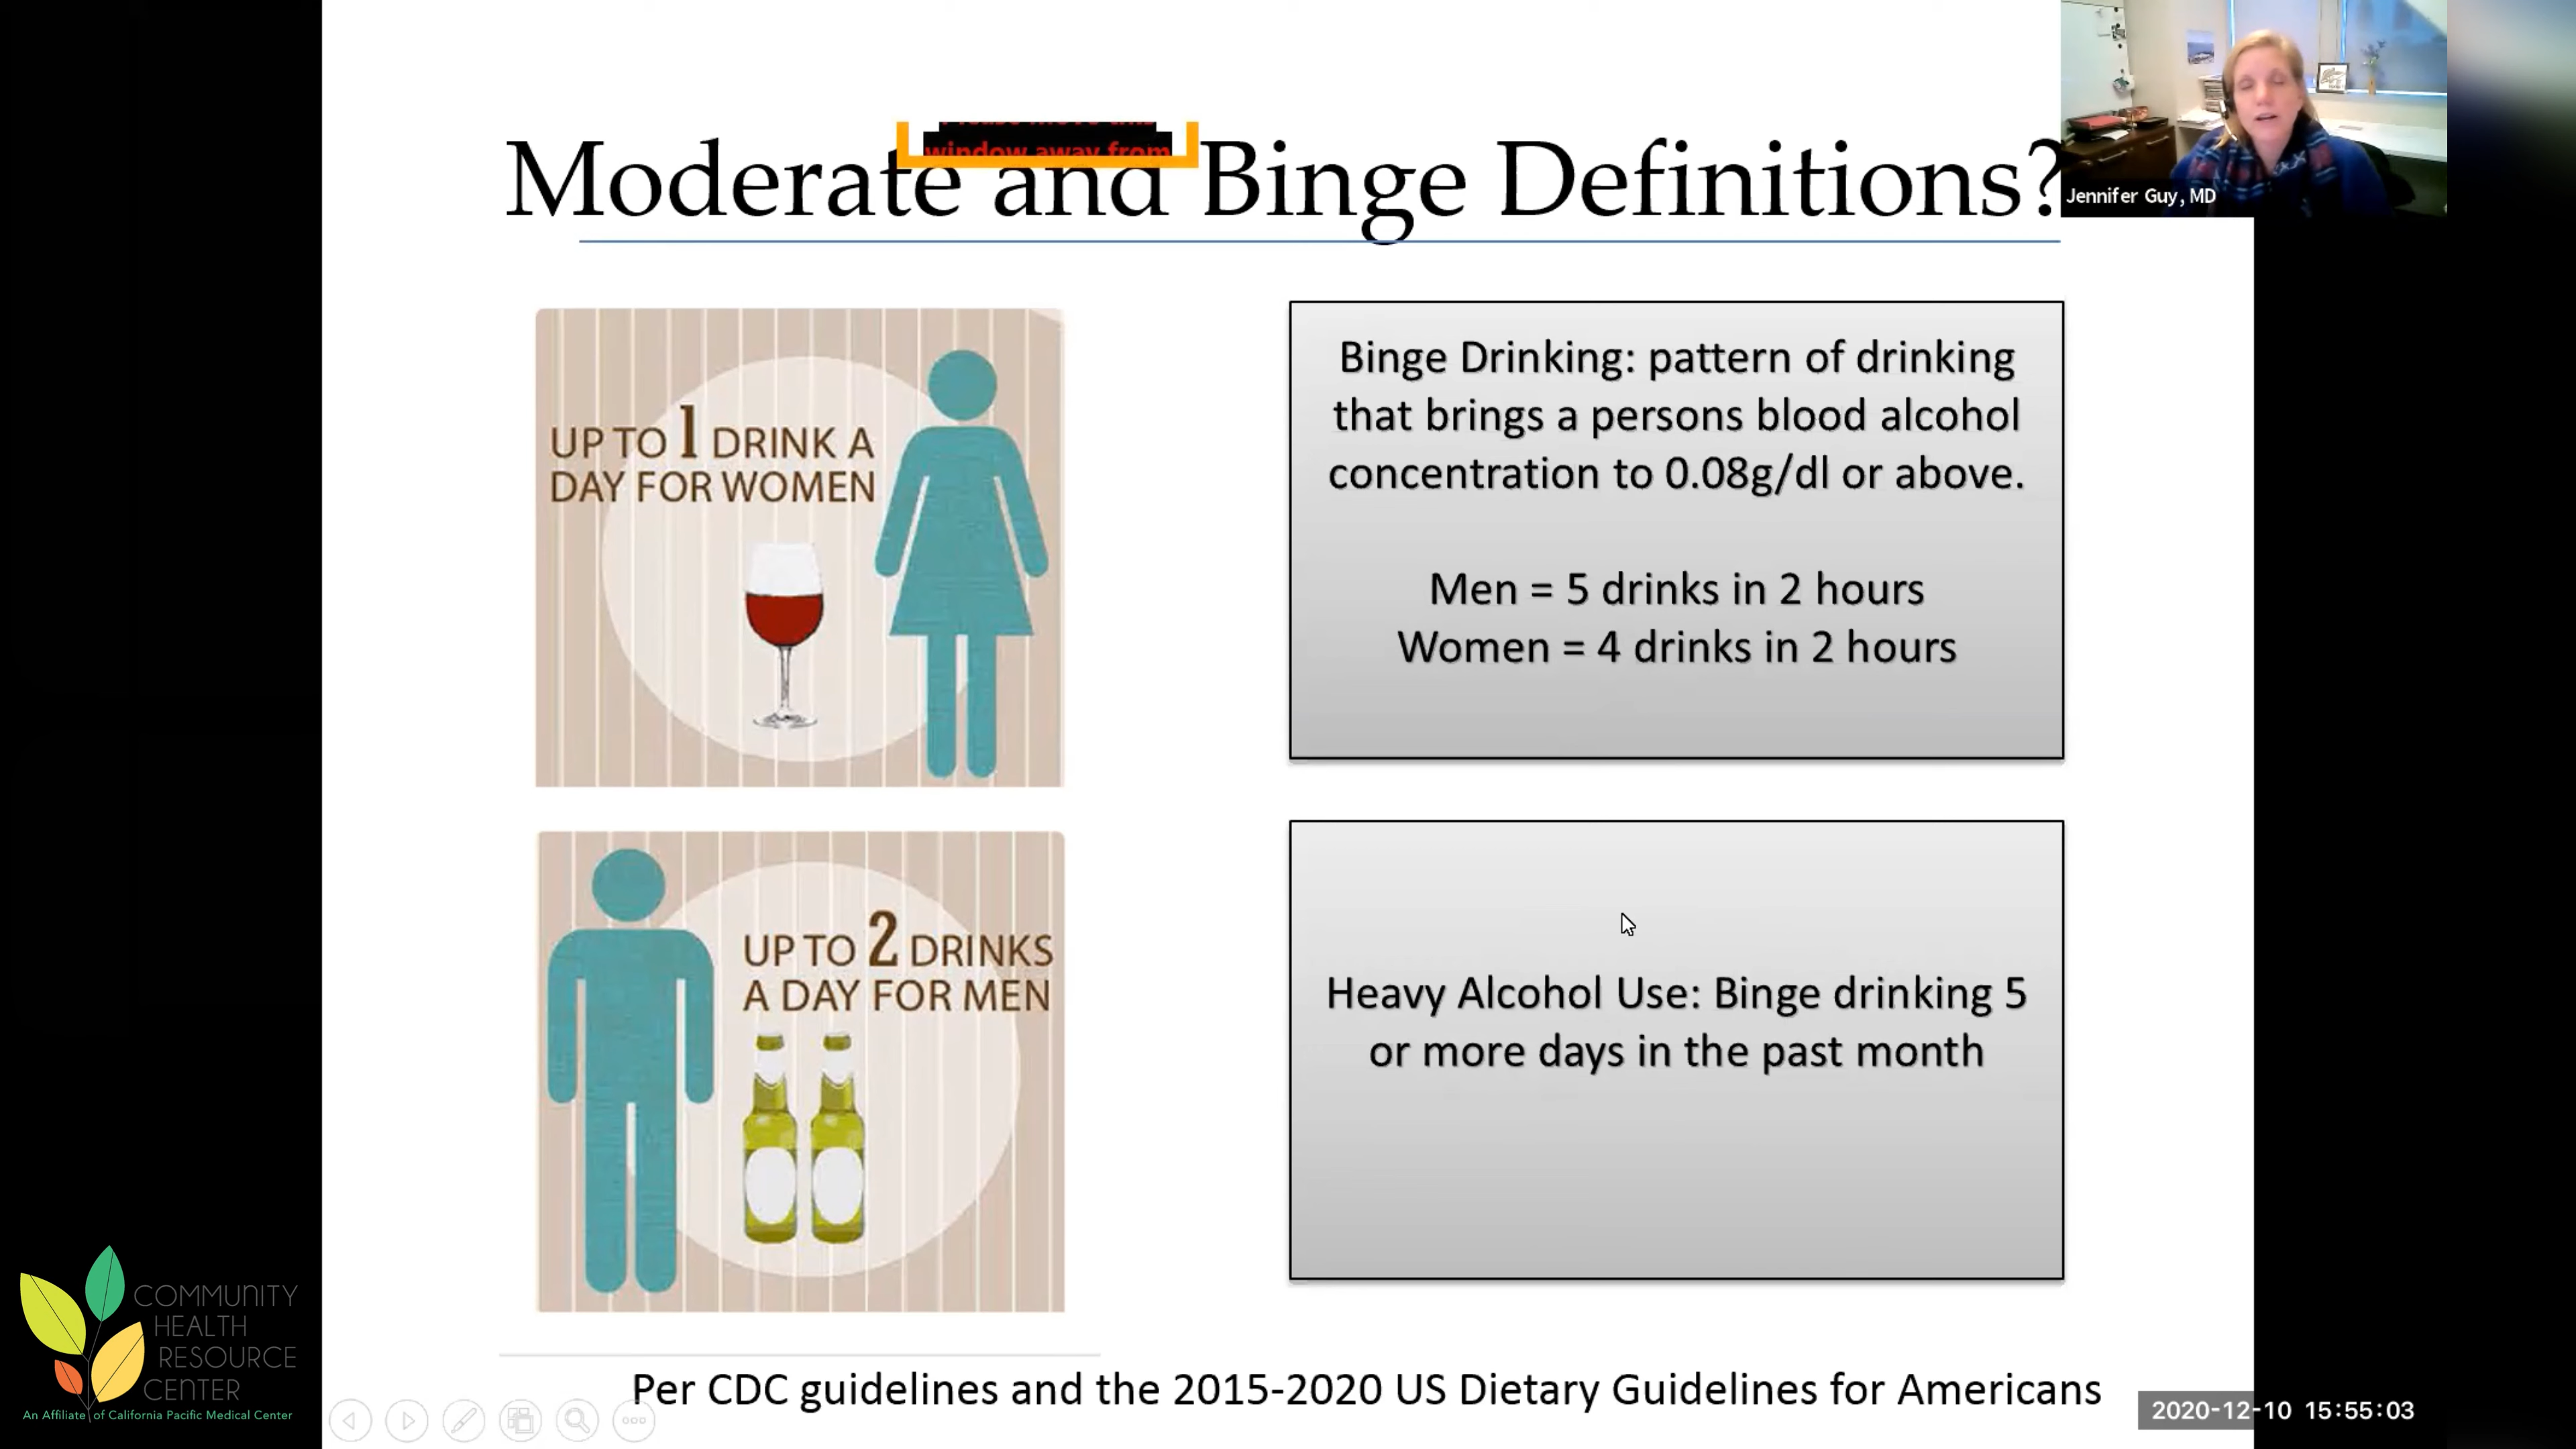 window away from
Moderate and Binge Definitions?
Jennifer Guy, MD
UP TO 1 DRINK A
DAY FOR WOMEN
Binge Drinking: pattern of drinking
that brings a persons blood alcohol
concentration to 0.08g/dl or above.
Men = 5 drinks in 2 hours
Women = 4 drinks in 2 hours
UP TO 2 DRINKS
A DAY FOR MEN
Heavy Alcohol Use: Binge drinking 5
or more days in the past month
COMMUNITY
HEALTH
RESOURCE
CENTER
An Affiliate of California Pacific Medical Center
Per CDC guidelines and the 2015-2020 US Dietary Guidelines for Americans
2020-12-10 15:55:03